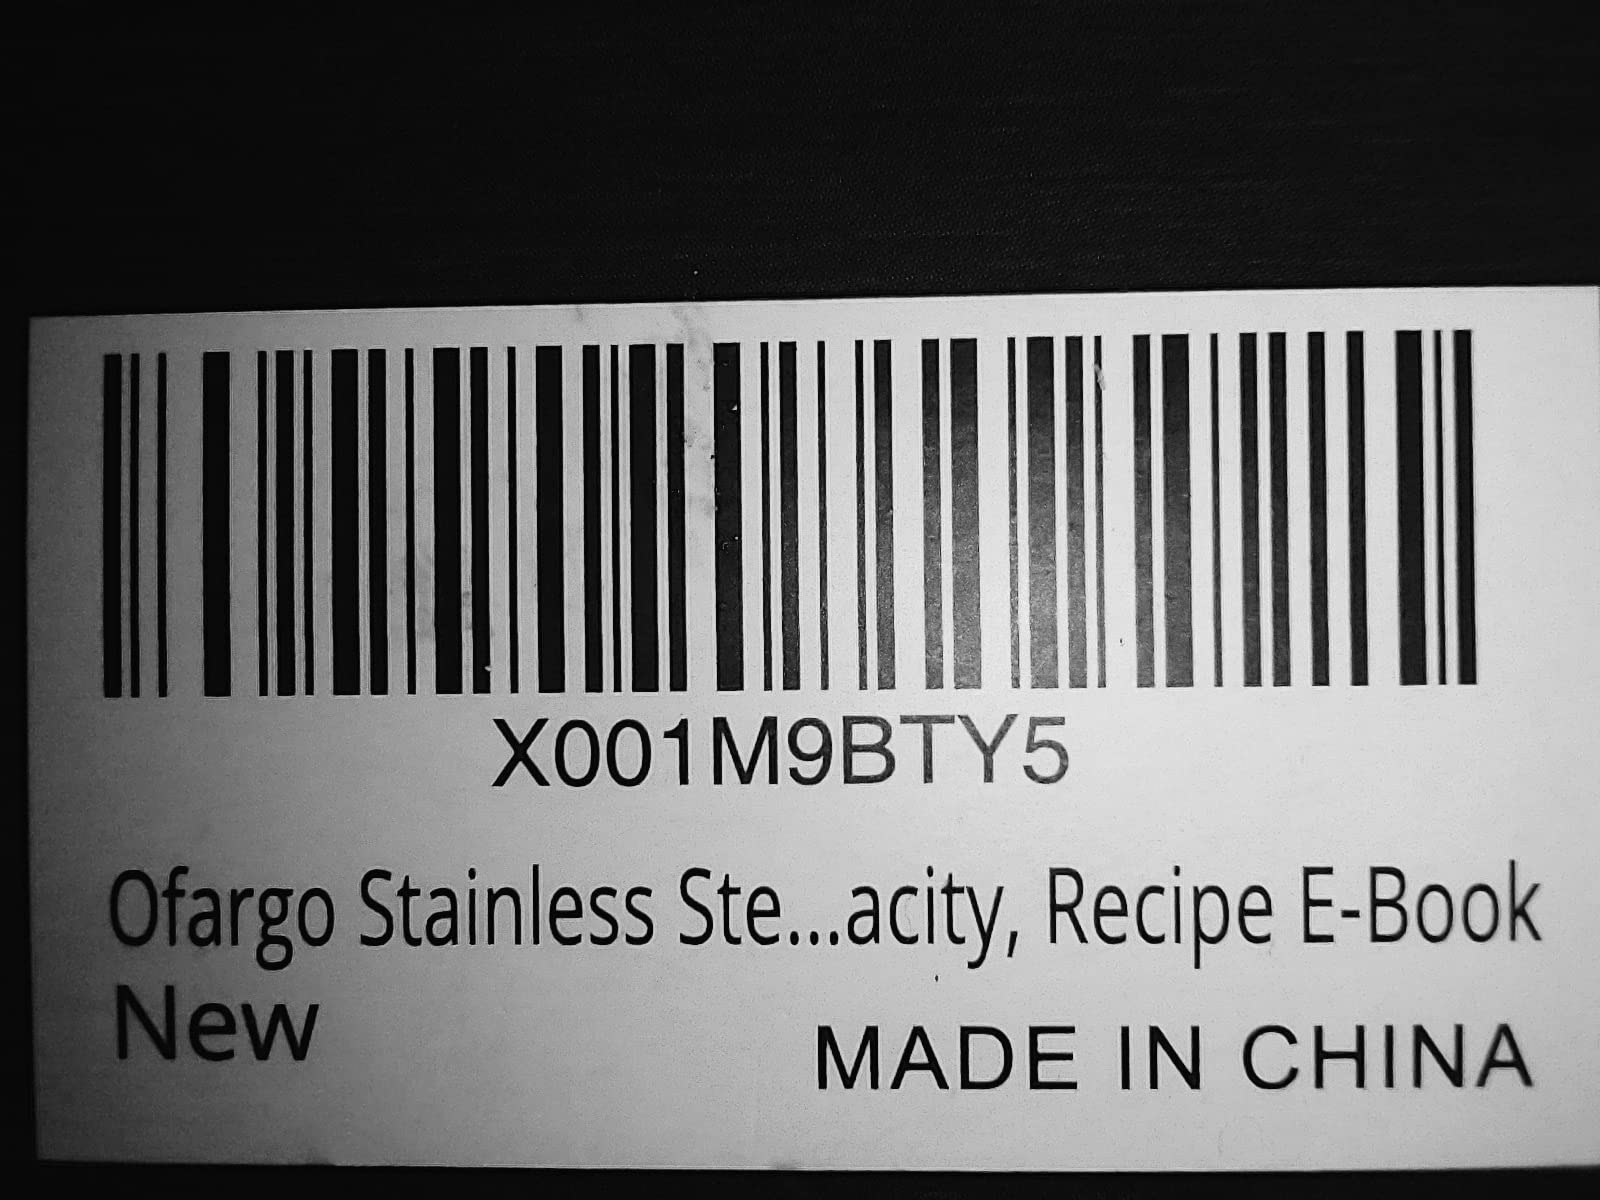 X001M9BTY5
Ofargo Stainless Ste...acity, Recipe E-Book
New
MADE IN CHINA